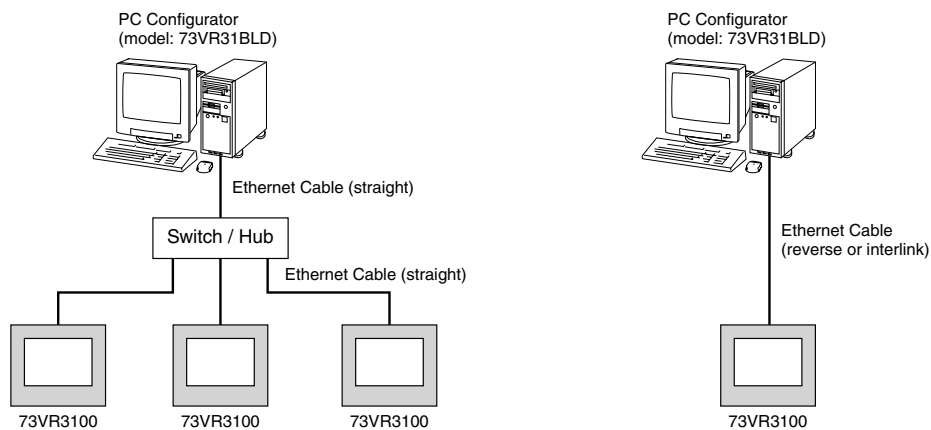 PC Configurator
(model: 73VR31BLD)
Ethernet Cable (straight)
Switch / Hub
Ethernet Cable (straight)
73VR3100
73VR3100
73VR3100
PC Configurator
(model: 73VR31BLD)
Ethernet Cable
(reverse or interlink)
73VR3100